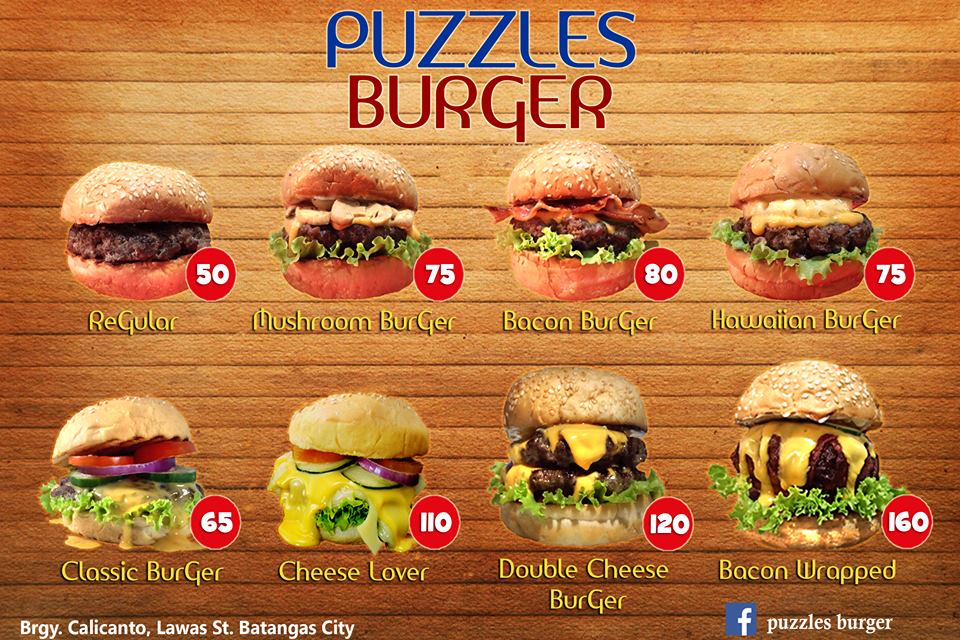 PUZZLES
BURGER
50
75
80
75
ReGular
Mushroom BurGer
Bacon BurGer
Hawaiian BurGer
65
110
120
160
Classic BurGer
Cheese Lover
Double Cheese
BurGer
Bacon Wrapped
Brgy. Calicanto, Lawas St. Batangas City
f puzzles burger